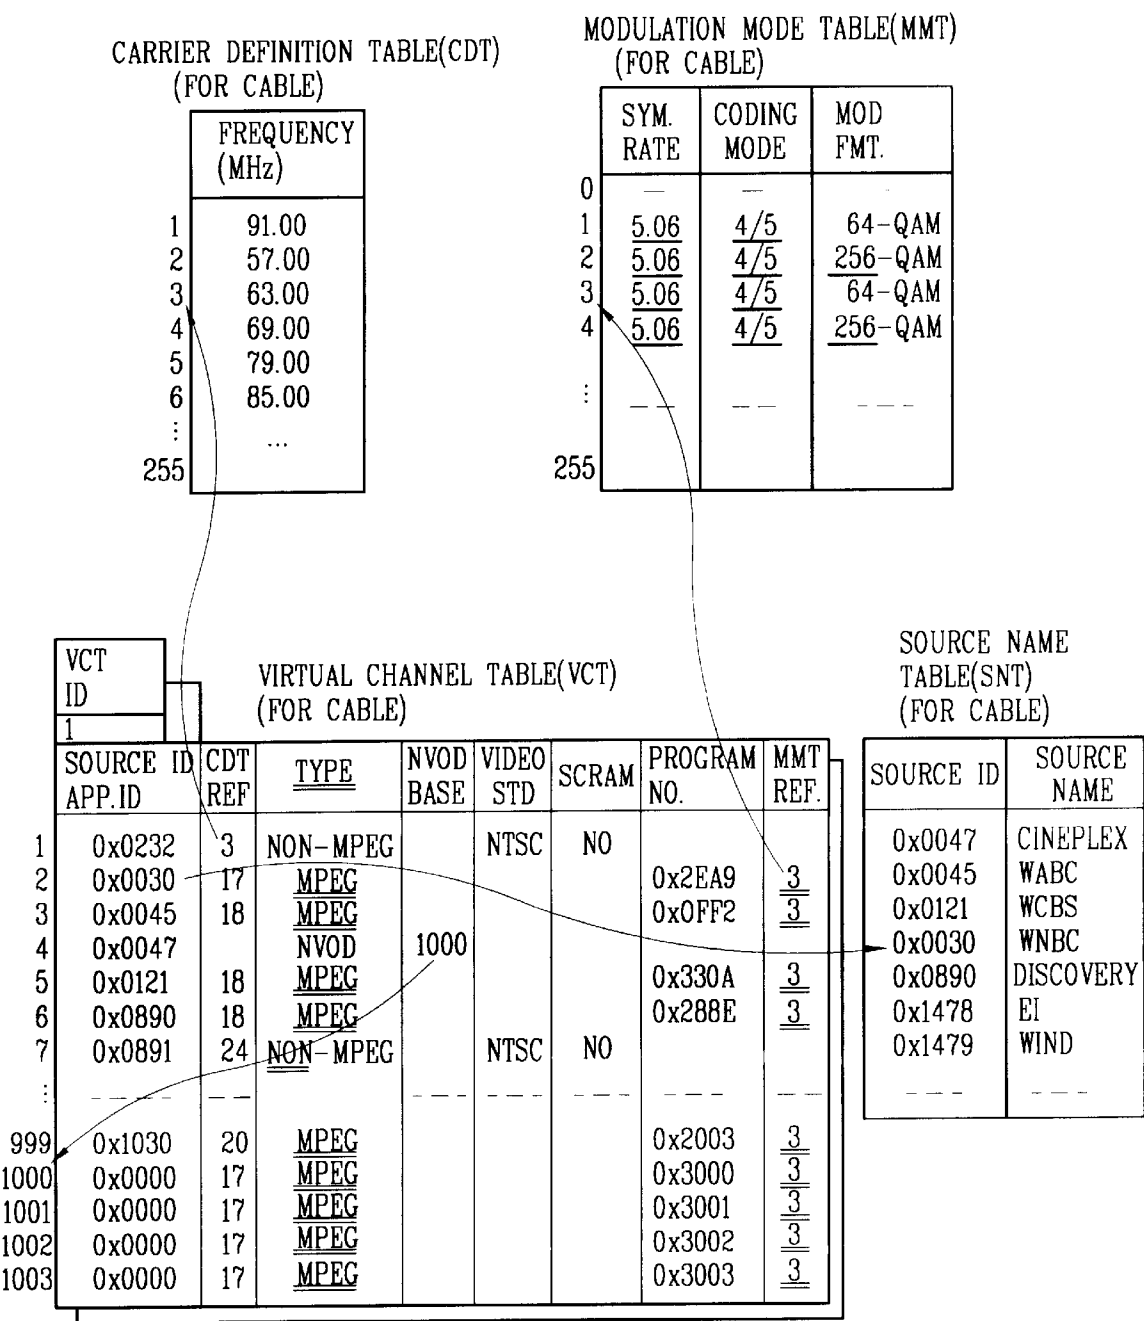 CARRIER DEFINITION TABLE(CDT)
(FOR CABLE)
FREQUENCY
(MHz)
1 91.00
2 57.00
3 63.00
4 69.00
5 79.00
6 85.00
⋮ ...
255
MODULATION MODE TABLE(MMT)
(FOR CABLE)
SYM. RATE CODING MODE MOD FMT.
0 — — -
1 5.06 4/5 64-QAM
2 5.06 4/5 256-QAM
3 5.06 4/5 64-QAM
4 5.06 4/5 256-QAM
⋮ — — — — — — —
255
VCT
ID
1
VIRTUAL CHANNEL TABLE(VCT)
(FOR CABLE)
SOURCE ID APP.ID CDT REF TYPE NVOD BASE VIDEO STD SCRAM PROGRAM NO. MMT REF.
1 0x0232 3 NON-MPEG NTSC NO
2 0x0030 17 MPEG 0x2EA9 3
3 0x0045 18 MPEG 0x0FF2 3
4 0x0047 NVOD 1000
5 0x0121 18 MPEG 0x330A 3
6 0x0890 18 MPEG 0x288E 3
7 0x0891 24 NON-MPEG NTSC NO
⋮
999 0x1030 20 MPEG 0x2003 3
1000 0x0000 17 MPEG 0x3000 3
1001 0x0000 17 MPEG 0x3001 3
1002 0x0000 17 MPEG 0x3002 3
1003 0x0000 17 MPEG 0x3003 3
SOURCE NAME
TABLE(SNT)
(FOR CABLE)
SOURCE ID SOURCE NAME
0x0047 CINEPLEX
0x0045 WABC
0x0121 WCBS
0x0030 WNBC
0x0890 DISCOVERY
0x1478 EI
0x1479 WIND